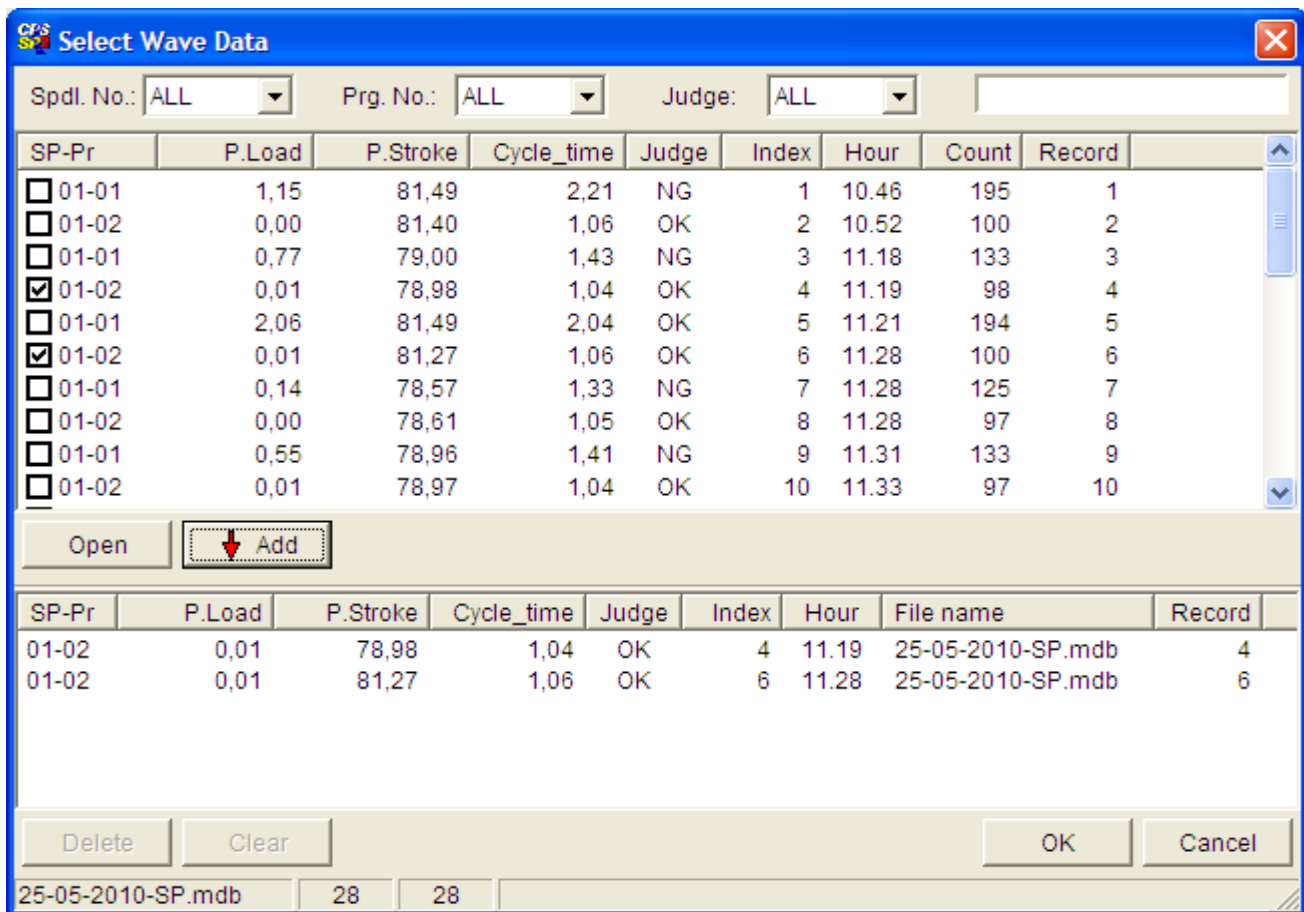 CPS SP Select Wave Data
Spdl. No.: ALL Prg. No.: ALL Judge: ALL
SP-Pr P.Load P.Stroke Cycle_time Judge Index Hour Count Record
01-01 1,15 81,49 2,21 NG 1 10.46 195 1
01-02 0,00 81,40 1,06 OK 2 10.52 100 2
01-01 0,77 79,00 1,43 NG 3 11.18 133 3
01-02 0,01 78,98 1,04 OK 4 11.19 98 4
01-01 2,06 81,49 2,04 OK 5 11.21 194 5
01-02 0,01 81,27 1,06 OK 6 11.28 100 6
01-01 0,14 78,57 1,33 NG 7 11.28 125 7
01-02 0,00 78,61 1,05 OK 8 11.28 97 8
01-01 0,55 78,96 1,41 NG 9 11.31 133 9
01-02 0,01 78,97 1,04 OK 10 11.33 97 10
Open Add
SP-Pr P.Load P.Stroke Cycle_time Judge Index Hour File name Record
01-02 0,01 78,98 1,04 OK 4 11.19 25-05-2010-SP.mdb 4
01-02 0,01 81,27 1,06 OK 6 11.28 25-05-2010-SP.mdb 6
Delete Clear OK Cancel
25-05-2010-SP.mdb 28 28